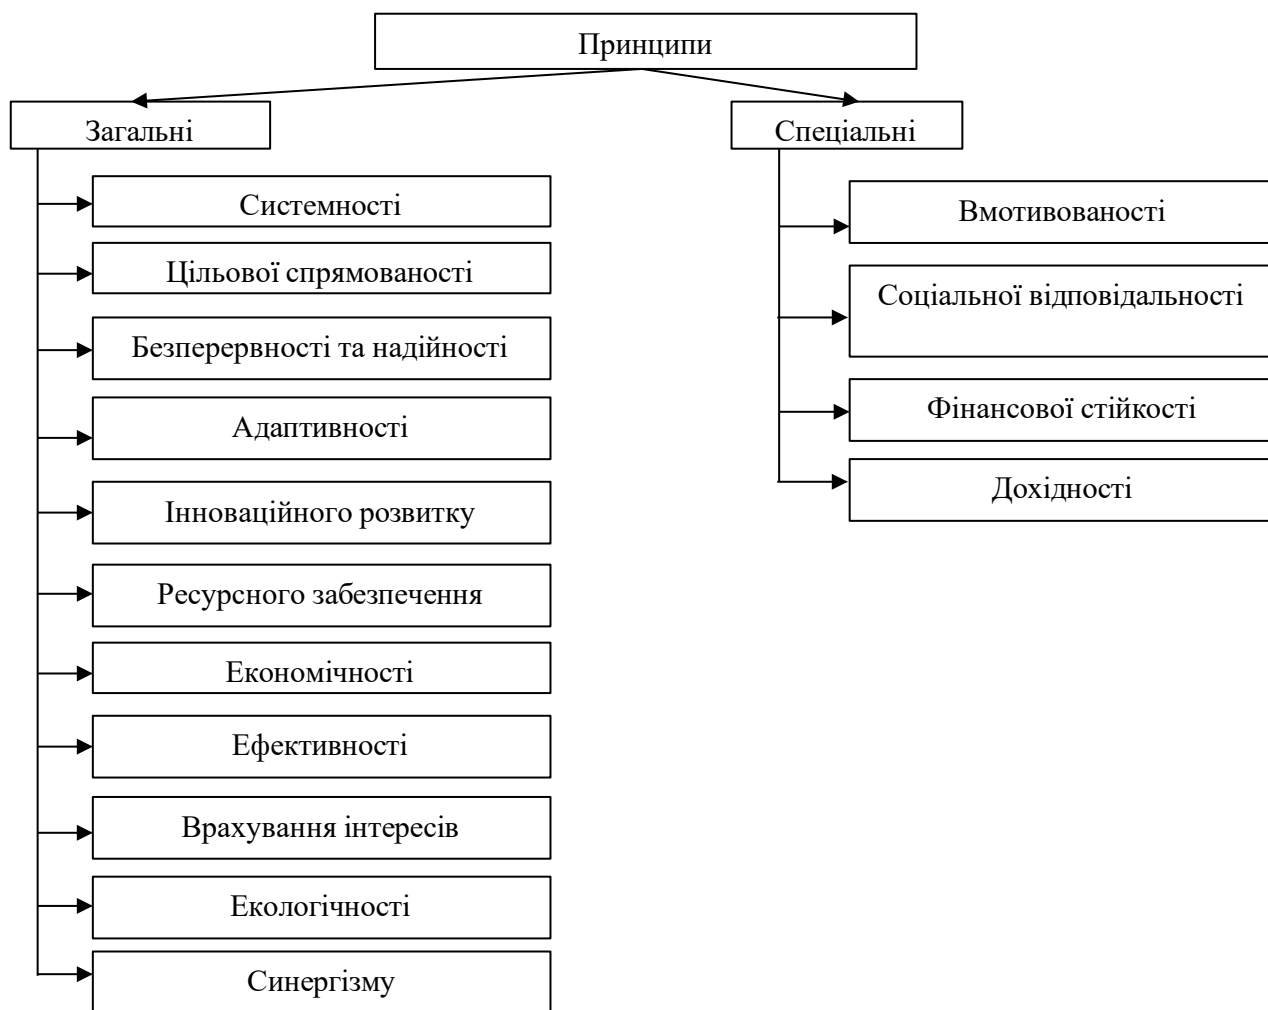 Принципи
Загальні
Системності
Цільової спрямованості
Безперервності та надійності
Адаптивності
Інноваційного розвитку
Ресурсного забезпечення
Економічності
Ефективності
Врахування інтересів
Екологічності
Синергізму
Спеціальні
Вмотивованості
Соціальної відповідальності
Фінансової стійкості
Дохідності